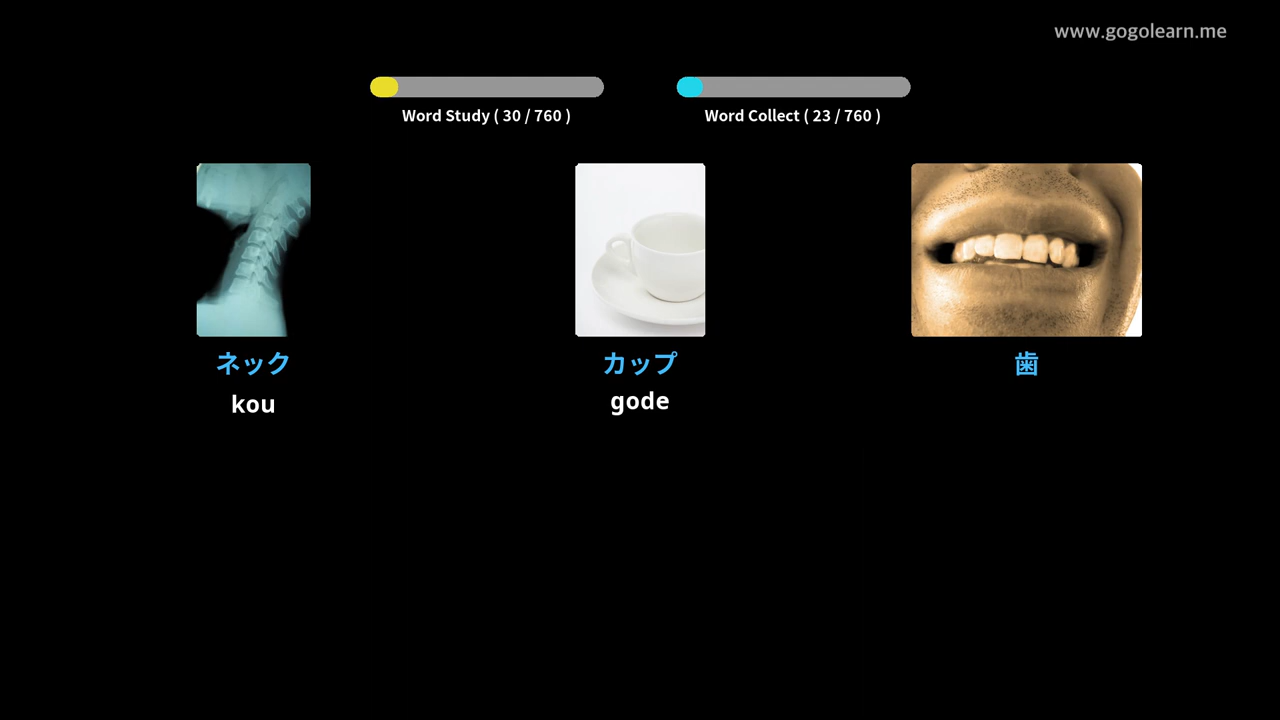 www.gogolearn.me
Word Study ( 30 / 760 )
Word Collect ( 23 / 760 )
ネック
カップ
歯
kou
gode